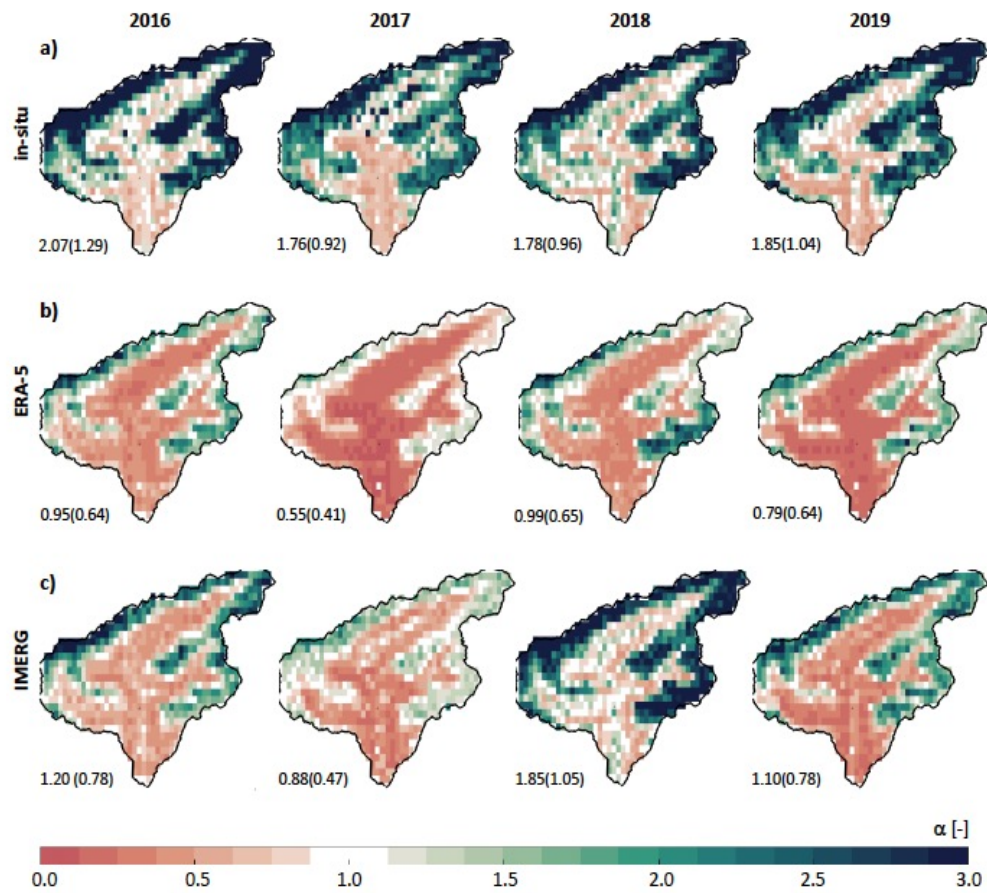 2016 2017 2018 2019
a)
in-situ
2.07(1.29) 1.76(0.92) 1.78(0.96) 1.85(1.04)
b)
ERA-5
0.95(0.64) 0.55(0.41) 0.99(0.65) 0.79(0.64)
c)
IMERG
1.20 (0.78) 0.88(0.47) 1.85(1.05) 1.10(0.78)
α [-]
0.0 0.5 1.0 1.5 2.0 2.5 3.0